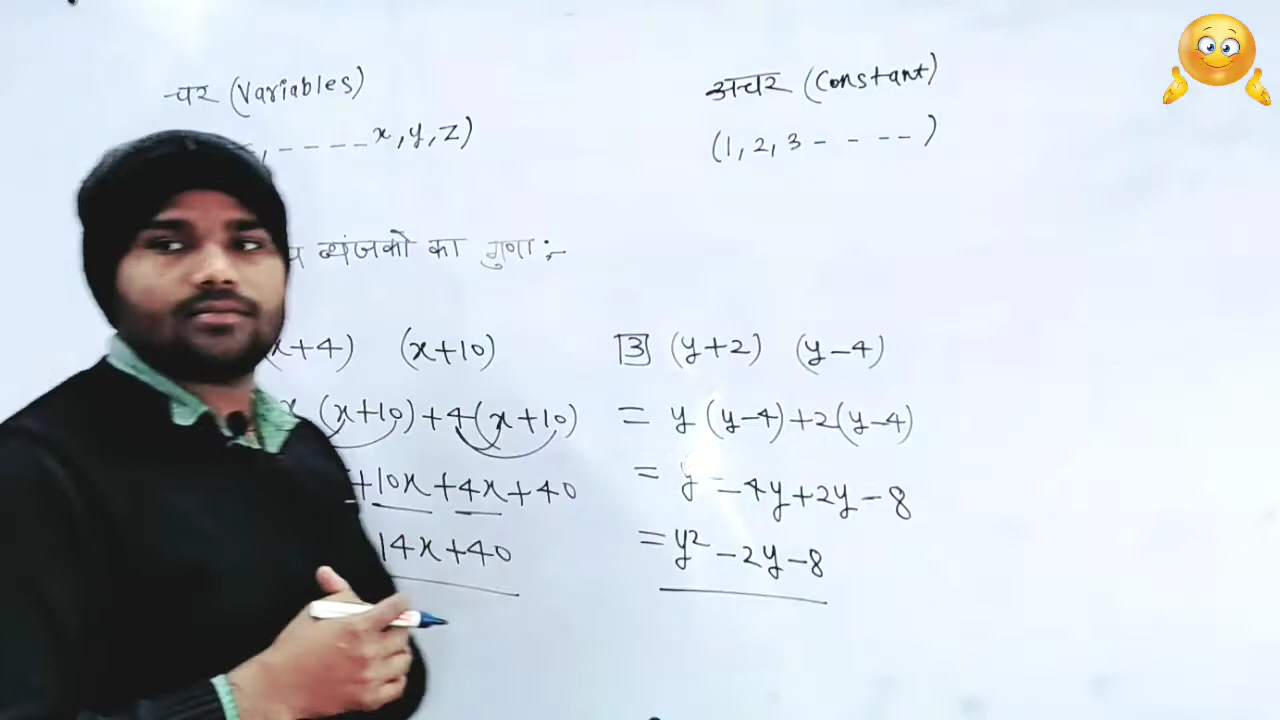 चर (Variables)
अचर (Constant)
, ---- x, y, z)
(1, 2, 3 - - - - )
व्यंजको का गुणा :-
(x+4) (x+10)
3 (y+2) (y-4)
x (x+10) + 4 (x+10)
= y (y-4) + 2 (y-4)
+10x + 4x + 40
= y² - 4y + 2y - 8
14x + 40
= y² - 2y - 8